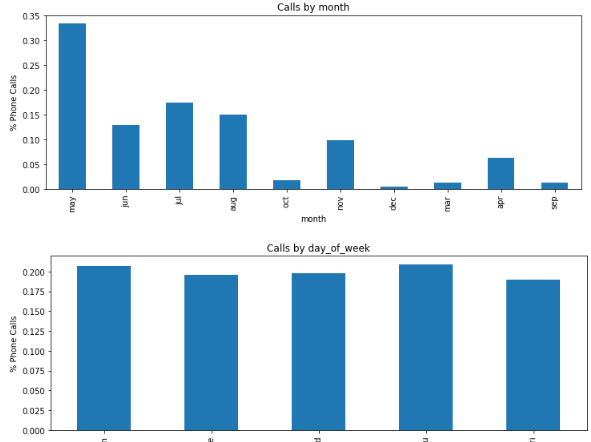 Calls by month
% Phone Calls
0.35
0.30
0.25
0.20
0.15
0.10
0.05
0.00
may jun jul aug oct nov dec mar apr sep
month
Calls by day_of_week
% Phone Calls
0.200
0.175
0.150
0.125
0.100
0.075
0.050
0.025
0.000